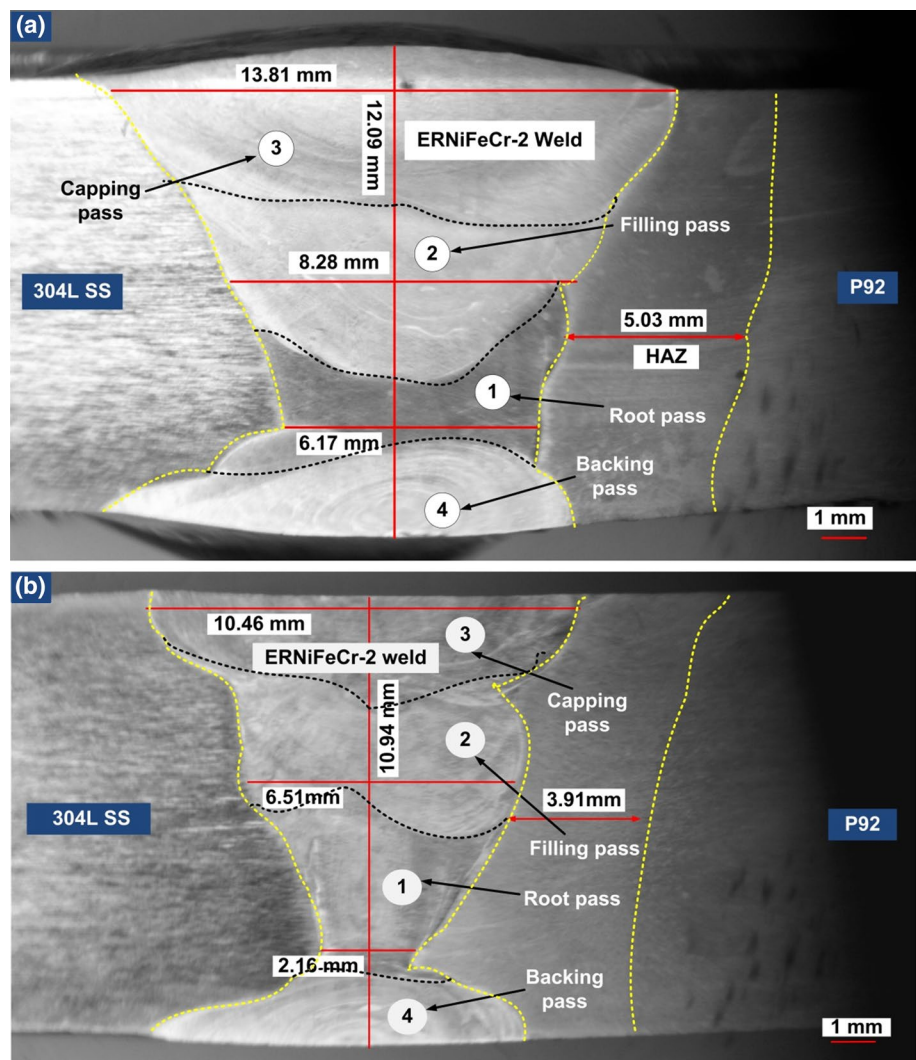 (a)
13.81 mm
12.09 mm
ERNiFeCr-2 Weld
3
Capping
pass
2
Filling pass
8.28 mm
304L SS
P92
5.03 mm
HAZ
1
Root pass
6.17 mm
Backing
pass
4
1 mm
(b)
10.46 mm
3
ERNiFeCr-2 weld
Capping
pass
10.94 mm
2
6.51mm
3.91mm
304L SS
P92
Filling pass
1
Root pass
2.16 mm
Backing
pass
4
1 mm